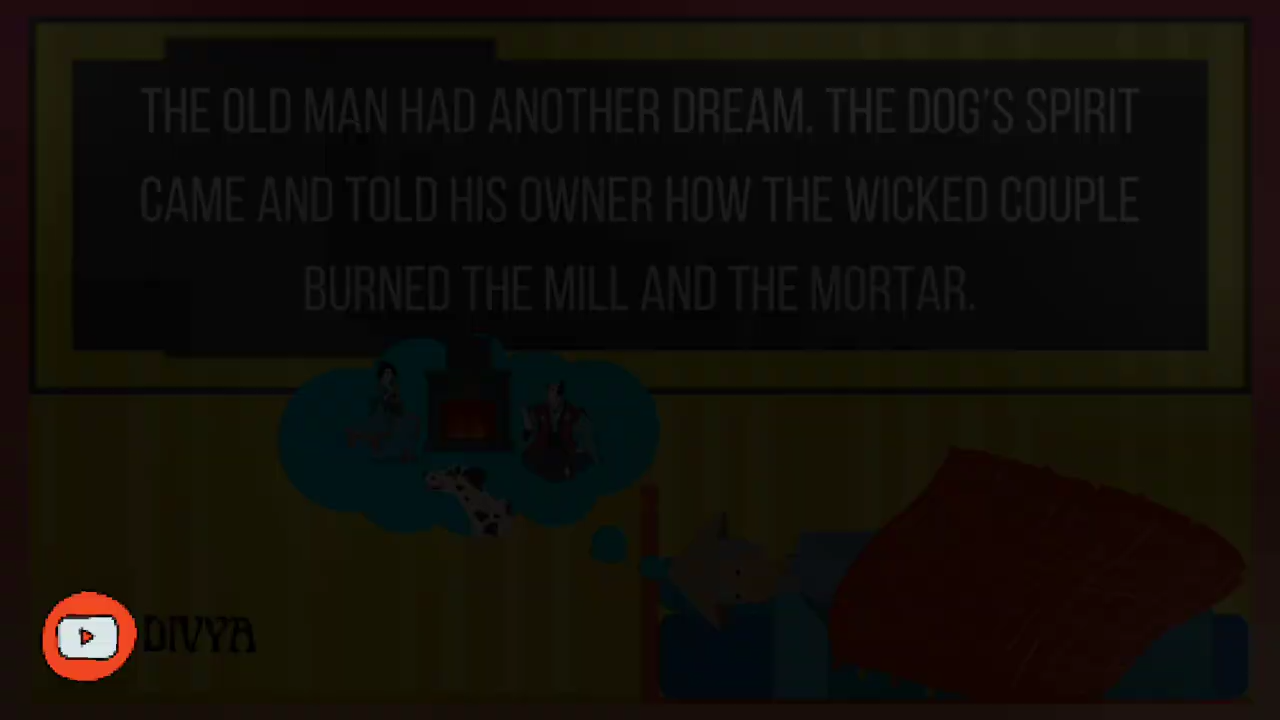 THE OLD MAN HAD ANOTHER DREAM. THE DOG'S SPIRIT
CAME AND TOLD HIS OWNER HOW THE WICKED COUPLE
BURNED THE MILL AND THE MORTAR.
DIVYA